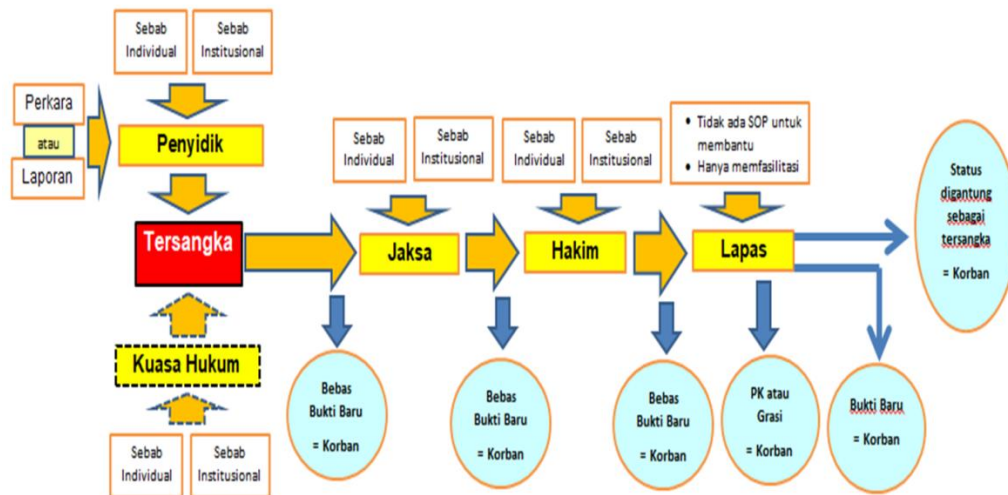 Sebab
Individual
Sebab
Institusional
Perkara
atau
Laporan
Penyidik
Tersangka
Kuasa Hukum
Sebab
Individual
Sebab
Institusional
Sebab
Individual
Sebab
Institusional
Jaksa
Sebab
Individual
Sebab
Institusional
Hakim
• Tidak ada SOP untuk
membantu
• Hanya memfasilitasi
Lapas
Status
digantung
sebagai
tersangka
= Korban
Bebas
Bukti Baru
= Korban
Bebas
Bukti Baru
= Korban
Bebas
Bukti Baru
= Korban
PK atau
Grasi
= Korban
Bukti Baru
= Korban